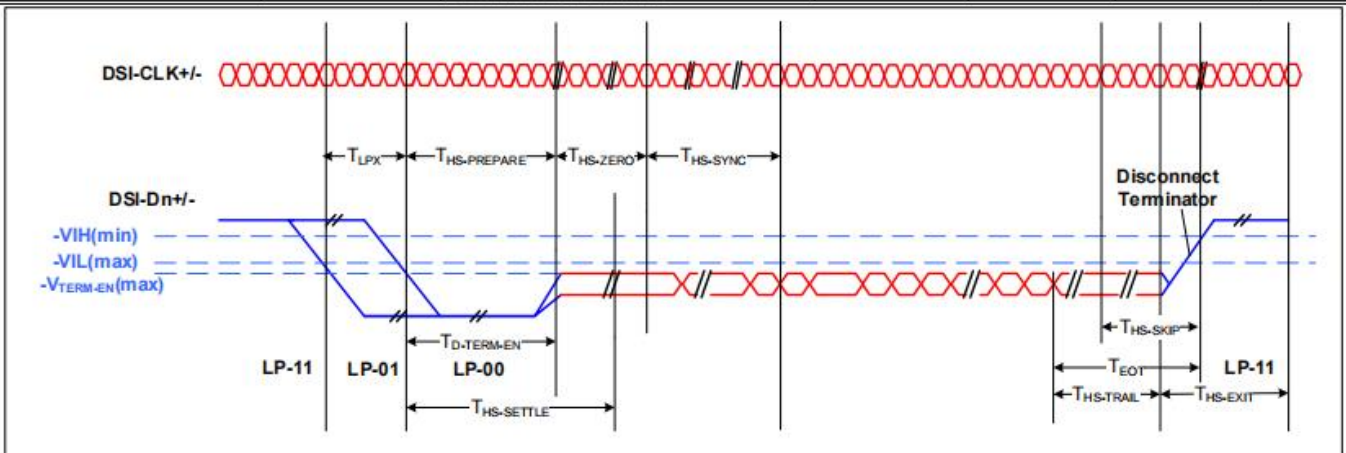 DSI-CLK+/-
TLPX THS-PREPARE THS-ZERO THS-SYNC
Disconnect
Terminator
DSI-Dn+/-
-VIH(min)
-VIL(max)
-VTERM-EN(max)
THS-SKIP
TD-TERM-EN
LP-11 LP-01 LP-00 TEOT LP-11
THS-TRAIL THS-EXIT
THS-SETTLE